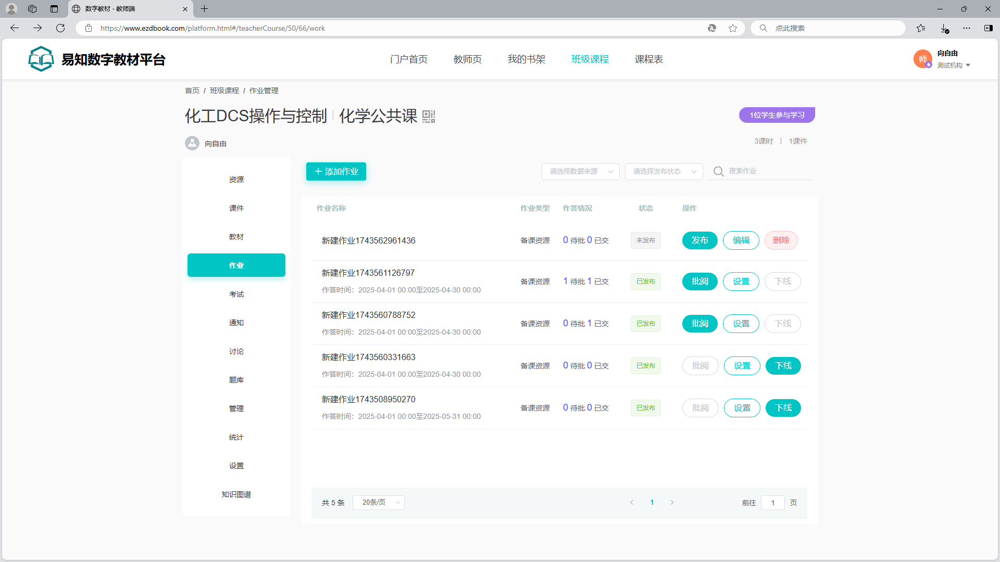 数字教材 - 教师端
https://www.ezdbook.com/platform.html#/teacherCourse/50/66/work
点此搜索
易知数字教材平台
门户首页 教师页 我的书架 班级课程 课程表
师
向自由
测试机构
首页 / 班级课程 / 作业管理
化工DCS操作与控制 化学公共课
1位学生参与学习
向自由
3课时 | 1课件
资源
课件
教材
作业
考试
通知
讨论
题库
管理
统计
设置
知识图谱
+ 添加作业
请选择数据来源 请选择发布状态 搜索作业
作业名称 作业类型 作答情况 状态 操作
新建作业1743562961436
备课资源 0 待批 0 已交 未发布 发布 编辑 删除
新建作业1743561126797
作答时间：2025-04-01 00:00至2025-04-30 00:00
备课资源 1 待批 1 已交 已发布 批阅 设置 下线
新建作业1743560788752
作答时间：2025-04-01 00:00至2025-04-30 00:00
备课资源 0 待批 1 已交 已发布 批阅 设置 下线
新建作业1743560331663
作答时间：2025-04-01 00:00至2025-04-30 00:00
备课资源 0 待批 0 已交 已发布 批阅 设置 下线
新建作业1743508950270
作答时间：2025-04-01 00:00至2025-05-31 00:00
备课资源 0 待批 0 已交 已发布 批阅 设置 下线
共 5 条 20条/页 1 前往 1 页